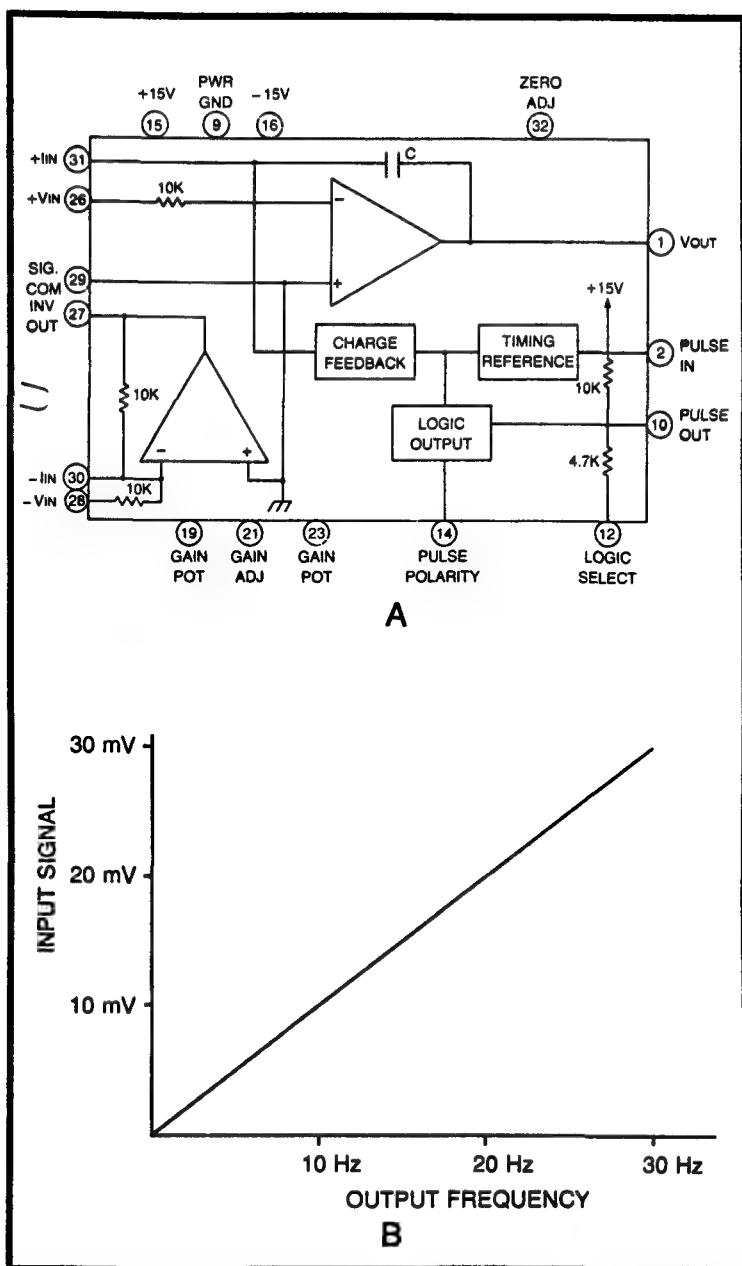 +15V
PWR
GND
-15V
ZERO
ADJ
15
9
16
32
+IIN 31
C
+VIN 26
10K
-
1 VOUT
SIG.
COM 29
+
+15V
INV
OUT 27
CHARGE
FEEDBACK
TIMING
REFERENCE
2 PULSE
IN
10K
10K
LOGIC
OUTPUT
10 PULSE
OUT
- +
4.7K
-IIN 30
10K
-VIN 28
19
GAIN
POT
21
GAIN
ADJ
23
GAIN
POT
14
PULSE
POLARITY
12
LOGIC
SELECT
A
30 mV
20 mV
10 mV
INPUT SIGNAL
10 Hz
20 Hz
30 Hz
OUTPUT FREQUENCY
B